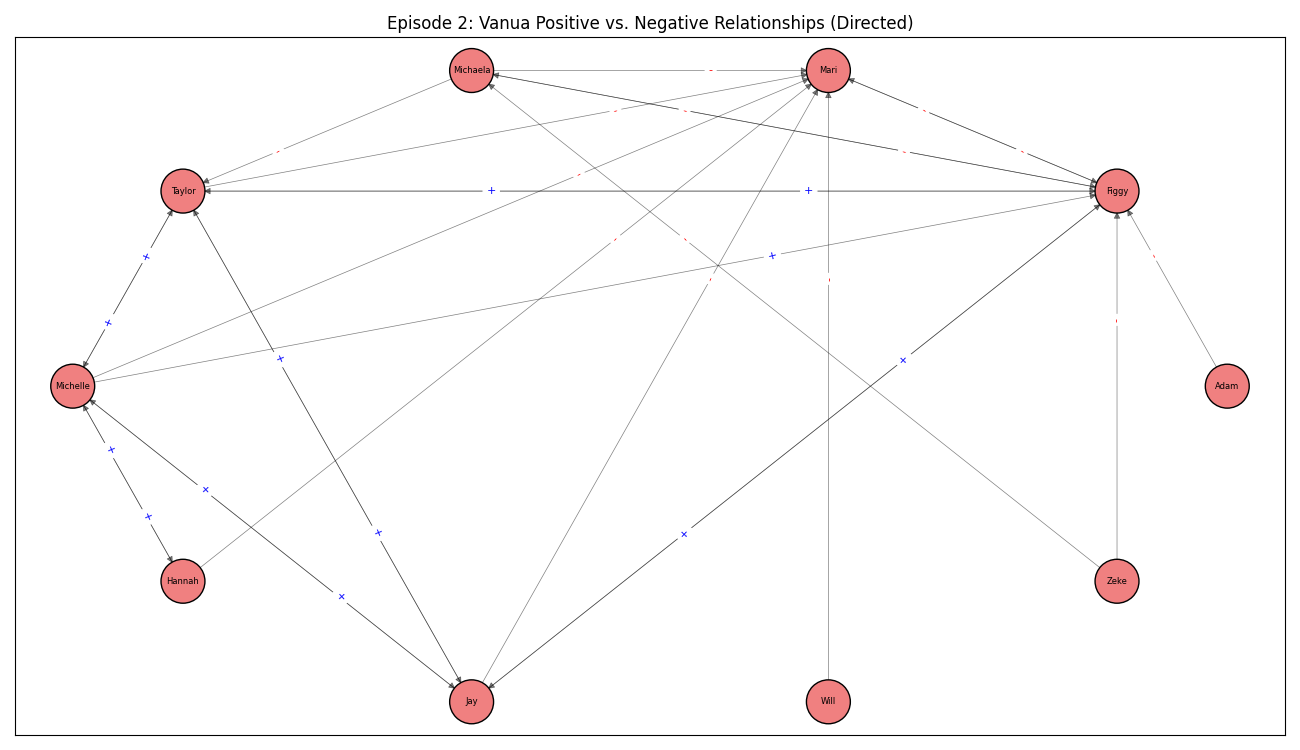 Episode 2: Vanua Positive vs. Negative Relationships (Directed)
Michaela
Mari
-
-
-
-
-
-
-
-
Taylor
+
+
Figgy
-
-
-
+
+
-
-
-
+
-
+
+
×
Michelle
Adam
+
+
+
+
×
×
Hannah
Zeke
Jay
Will